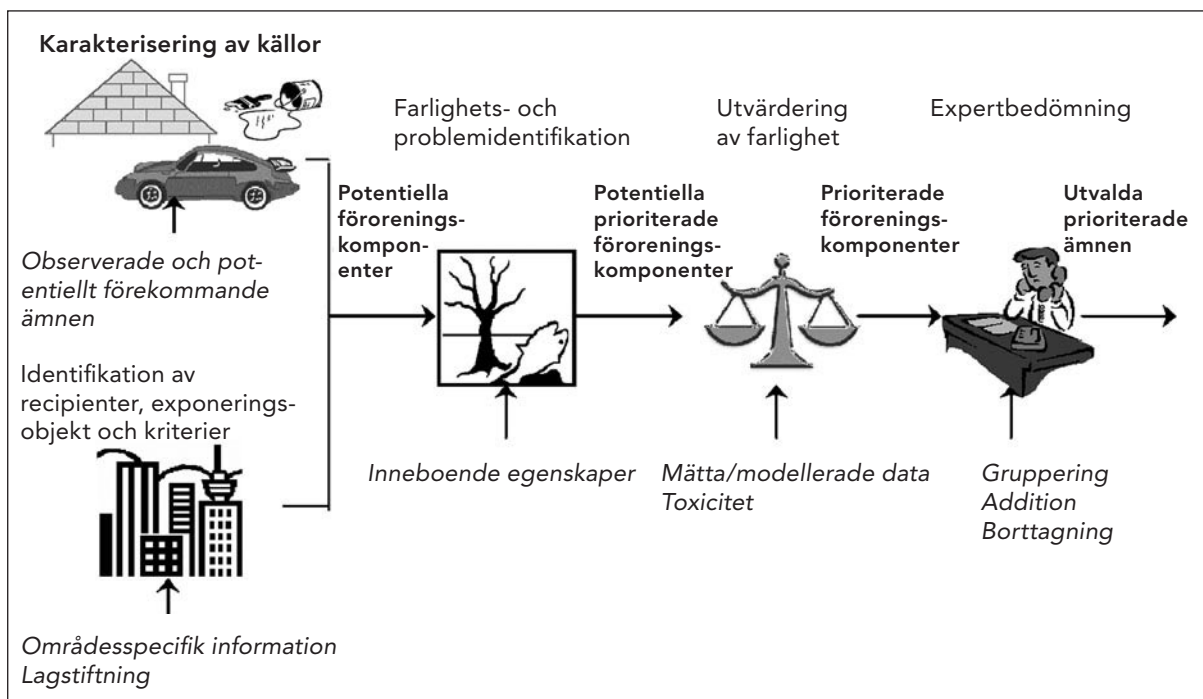 Karakterisering av källor
Observerade och pot-
entiellt förekommande
ämnen
Identifikation av
recipienter, exponerings-
objekt och kriterier
Områdesspecifik information
Lagstiftning
Potentiella
förorenings-
kompon-
enter
Farlighets- och
problemidentifikation
Inneboende egenskaper
Potentiella
prioriterade
förorenings-
komponenter
Utvärdering
av farlighet
Mätta/modellerade data
Toxicitet
Prioriterade
förorenings-
komponenter
Expertbedömning
Gruppering
Addition
Borttagning
Utvalda
prioriterade
ämnen